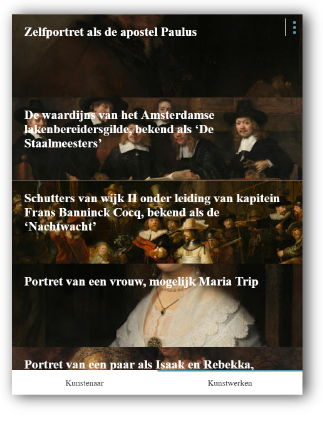 Zelfportret als de apostel Paulus
De waardijns van het Amsterdamse
lakenbereidersgilde, bekend als ‘De
Staalmeesters’
Schutters van wijk II onder leiding van kapitein
Frans Banninck Cocq, bekend als de
‘Nachtwacht’
Portret van een vrouw, mogelijk Maria Trip
Portret van een paar als Isaak en Rebekka,
Kunstenaar
Kunstwerken